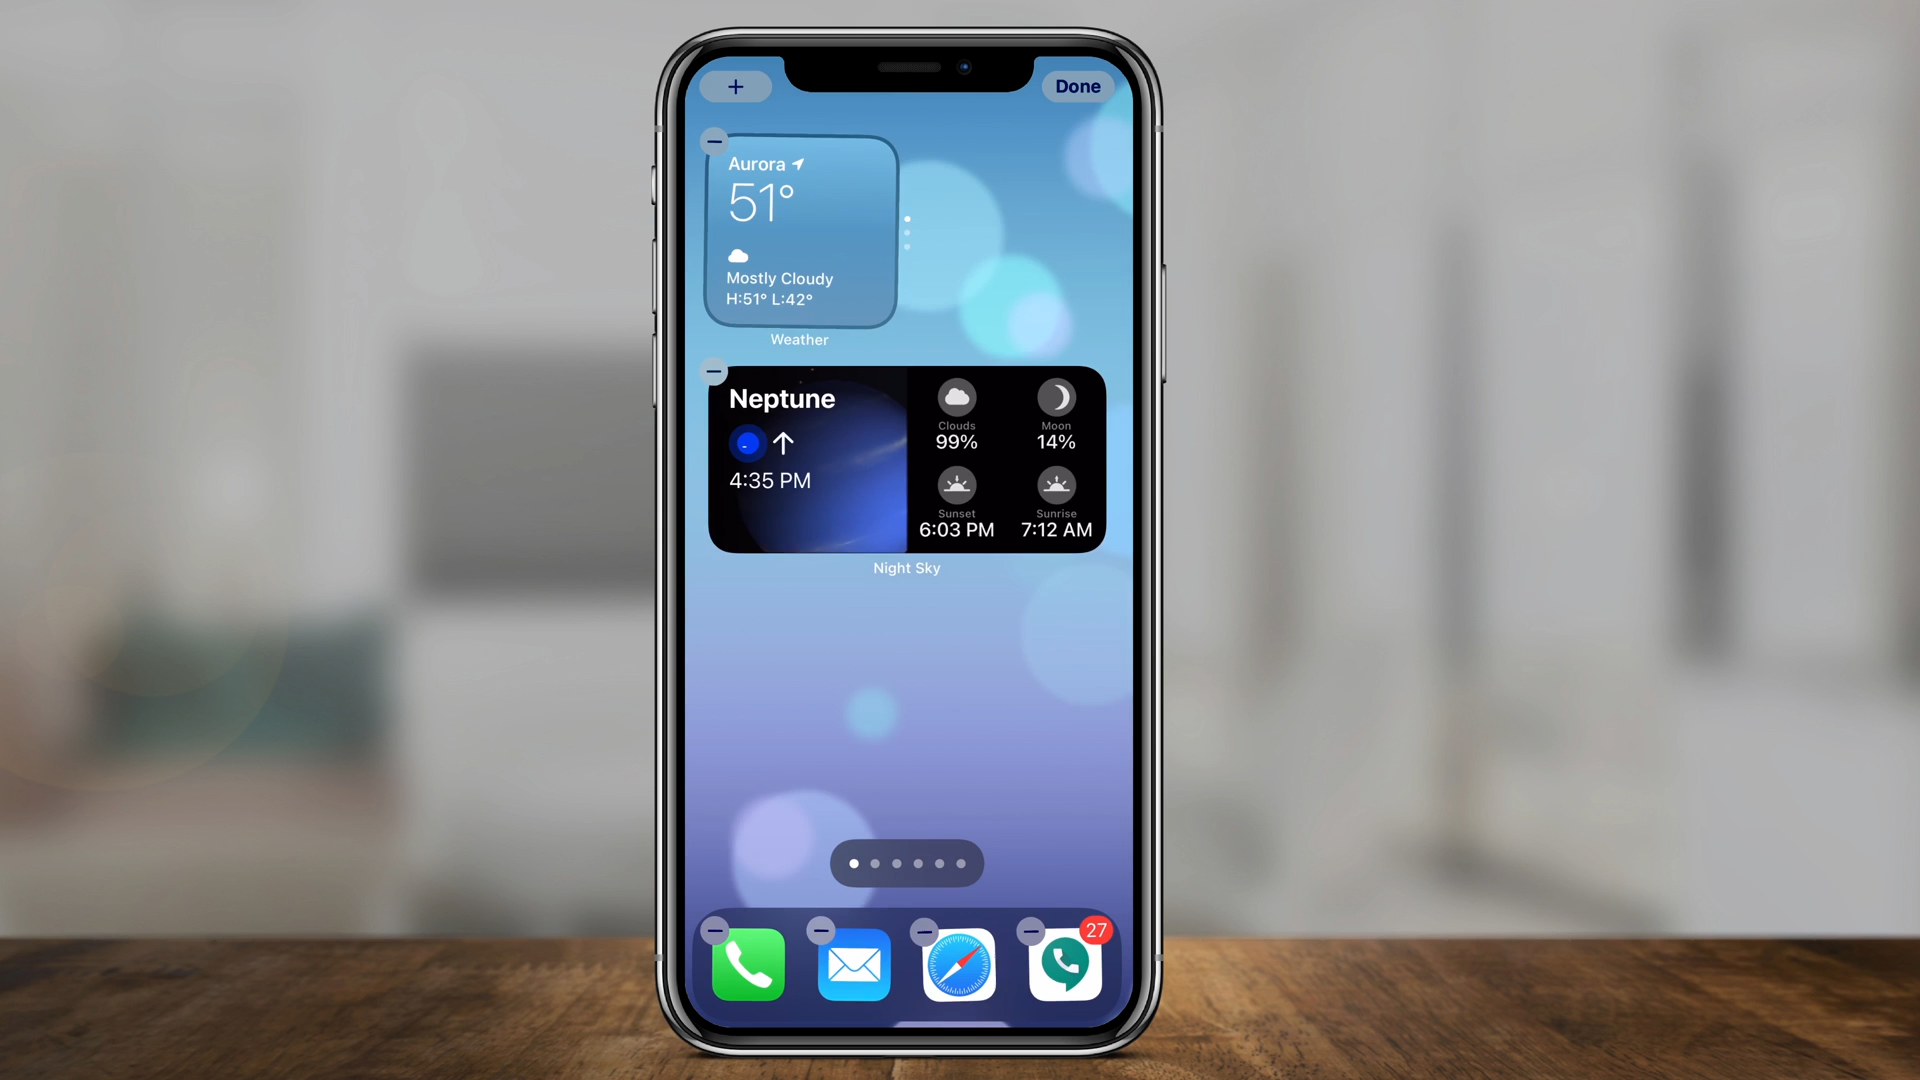 +
Done
Aurora
51°
Mostly Cloudy
H:51° L:42°
Weather
Neptune
4:35 PM
Clouds
99%
Moon
14%
Sunset
6:03 PM
Sunrise
7:12 AM
Night Sky
27